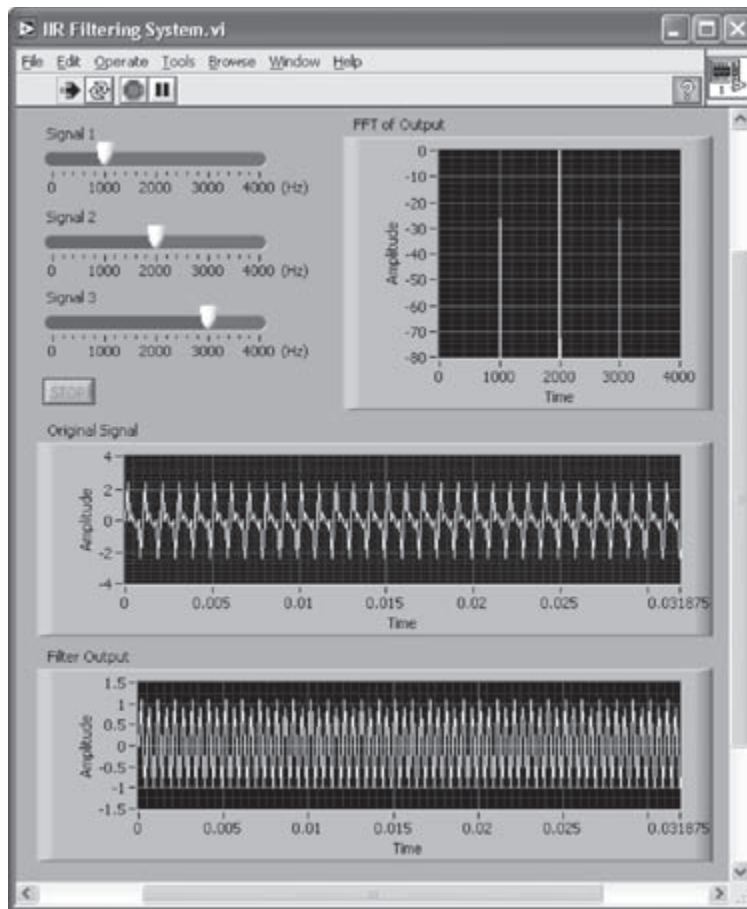 IIR Filtering System.vi
File Edit Operate Tools Browse Window Help
1
Signal 1
0 1000 2000 3000 4000 (Hz)
Signal 2
0 1000 2000 3000 4000 (Hz)
Signal 3
0 1000 2000 3000 4000 (Hz)
STOP
FFT of Output
Amplitude
0
-10
-20
-30
-40
-50
-60
-70
-80
0 1000 2000 3000 4000
Time
Original Signal
Amplitude
4
2
0
-2
-4
0 0.005 0.01 0.015 0.02 0.025 0.031875
Time
Filter Output
Amplitude
1.5
1
0.5
0
-0.5
-1
-1.5
0 0.005 0.01 0.015 0.02 0.025 0.031875
Time